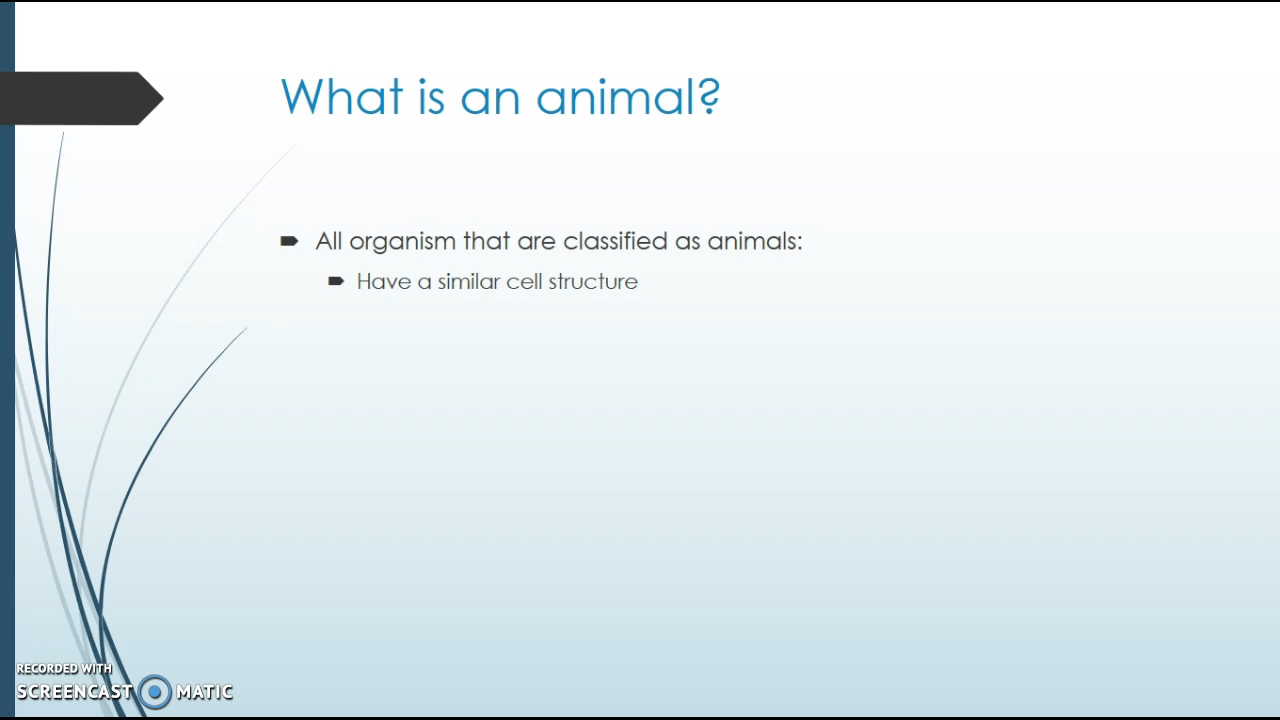 What is an animal?
All organism that are classified as animals:
Have a similar cell structure
RECORDED WITH
SCREENCAST MATIC